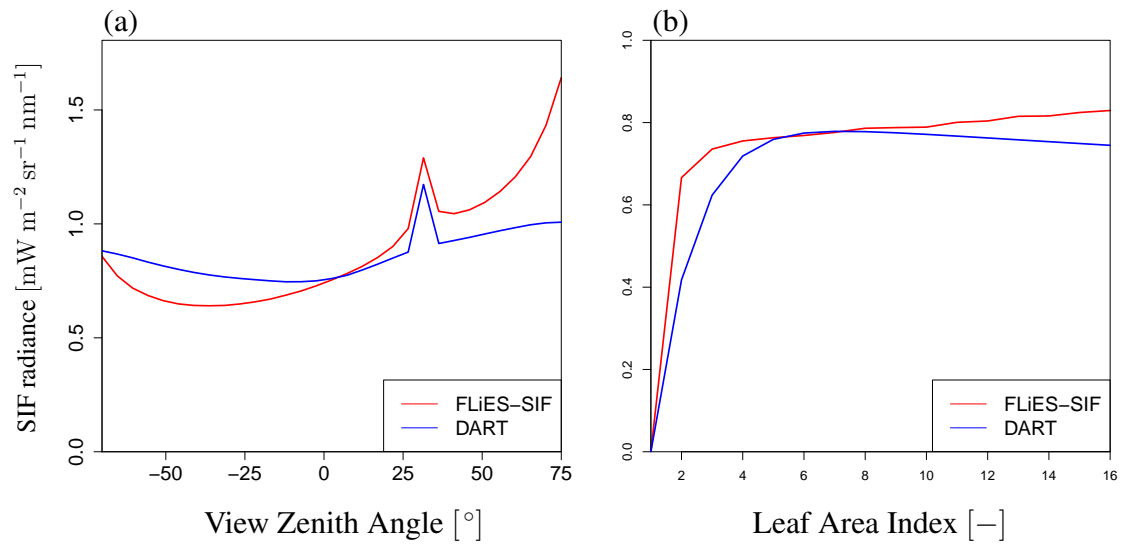 (a)
(b)
SIF radiance [mW m−2 sr−1 nm−1]
0.0
0.5
1.0
1.5
−50
−25
0
25
50
75
FLiES−SIF
DART
View Zenith Angle [°]
0.0
0.2
0.4
0.6
0.8
1.0
2
4
6
8
10
12
14
16
FLiES−SIF
DART
Leaf Area Index [−]